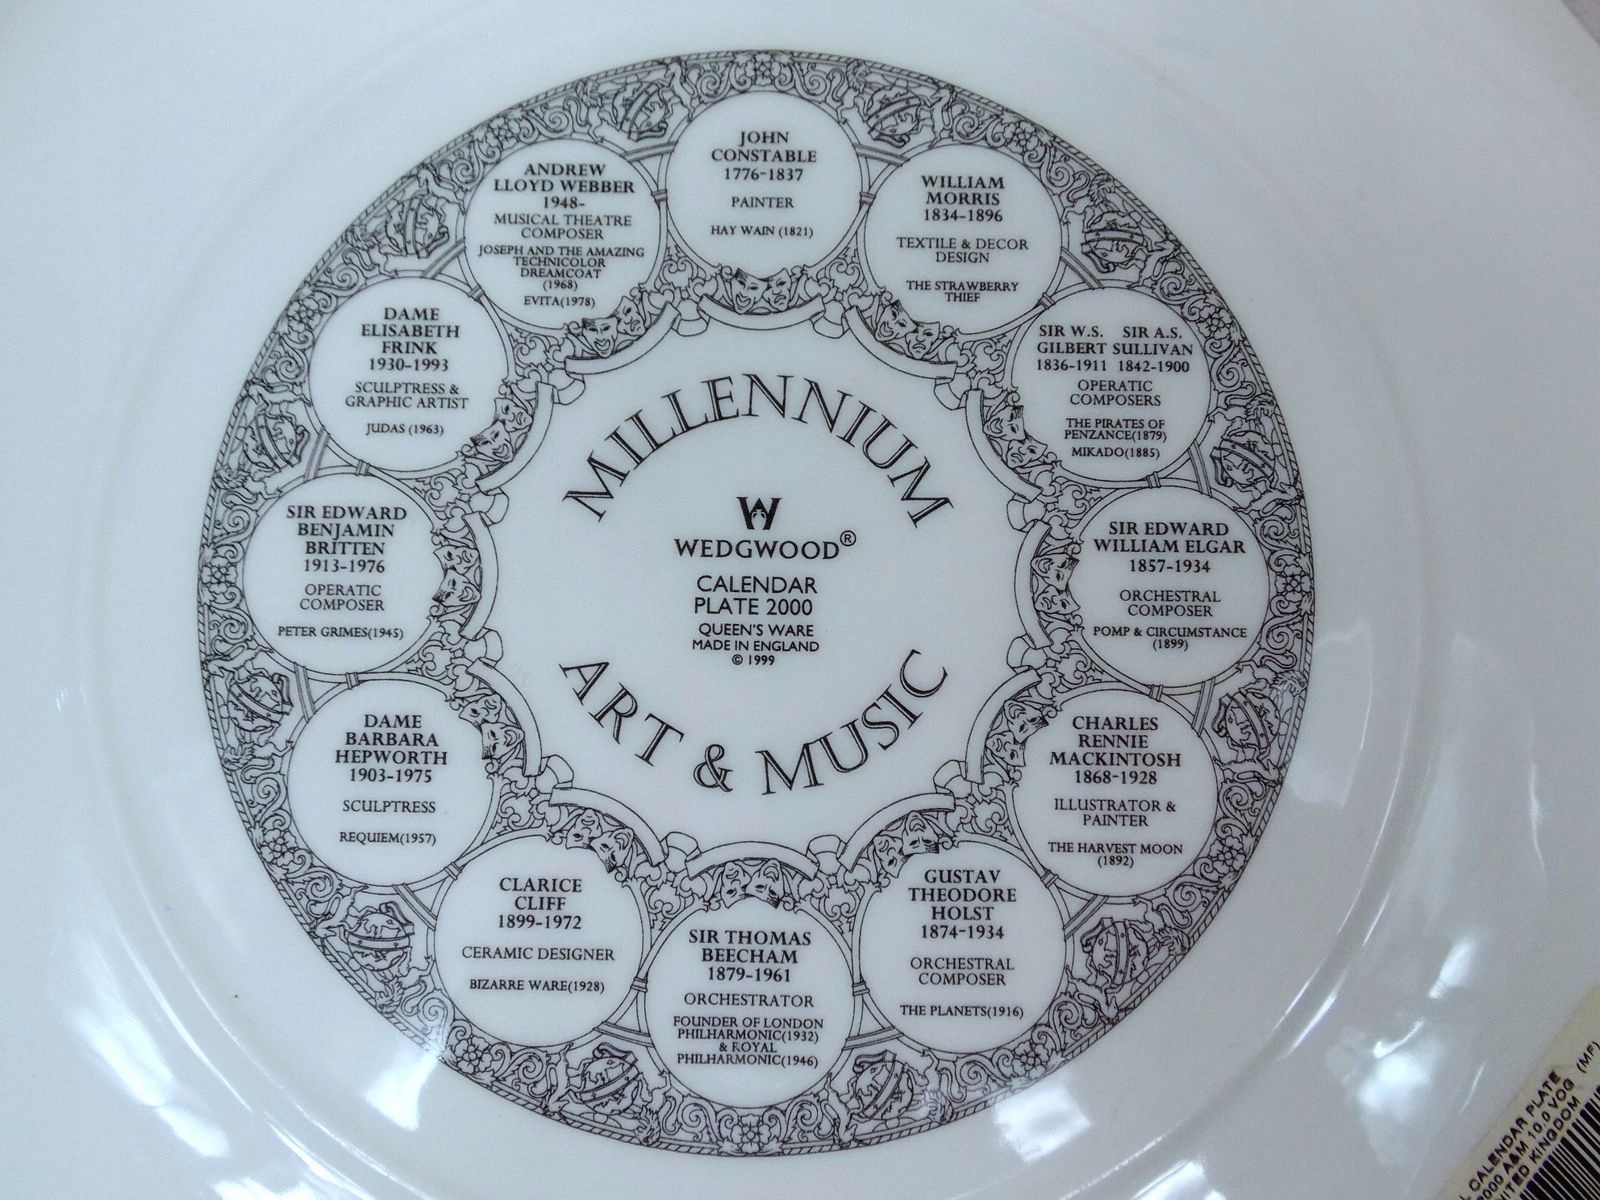 JOHN
CONSTABLE
1776-1837
PAINTER
HAY WAIN (1821)
WILLIAM
MORRIS
1834-1896
TEXTILE & DECOR
DESIGN
THE STRAWBERRY
THIEF
SIR W.S. SIR A.S.
GILBERT SULLIVAN
1836-1911 1842-1900
OPERATIC
COMPOSERS
THE PIRATES OF
PENZANCE(1879)
MIKADO(1885)
SIR EDWARD
WILLIAM ELGAR
1857-1934
ORCHESTRAL
COMPOSER
POMP & CIRCUMSTANCE
(1899)
CHARLES
RENNIE
MACKINTOSH
1868-1928
ILLUSTRATOR &
PAINTER
THE HARVEST MOON
(1892)
GUSTAV
THEODORE
HOLST
1874-1934
ORCHESTRAL
COMPOSER
THE PLANETS(1916)
SIR THOMAS
BEECHAM
1879-1961
ORCHESTRATOR
FOUNDER OF LONDON
PHILHARMONIC(1932)
& ROYAL
PHILHARMONIC(1946)
CLARICE
CLIFF
1899-1972
CERAMIC DESIGNER
BIZARRE WARE(1928)
DAME
BARBARA
HEPWORTH
1903-1975
SCULPTRESS
REQUIEM(1957)
SIR EDWARD
BENJAMIN
BRITTEN
1913-1976
OPERATIC
COMPOSER
PETER GRIMES(1945)
DAME
ELISABETH
FRINK
1930-1993
SCULPTRESS &
GRAPHIC ARTIST
JUDAS (1963)
ANDREW
LLOYD WEBBER
1948-
MUSICAL THEATRE
COMPOSER
JOSEPH AND THE AMAZING
TECHNICOLOR
DREAMCOAT
(1968)
EVITA(1978)
MILLENNIUM
W
WEDGWOOD®
CALENDAR
PLATE 2000
QUEEN'S WARE
MADE IN ENGLAND
© 1999
ART & MUSIC
CALENDAR PLATE (MF)
A&M 10.0 VOG
KINGDOM